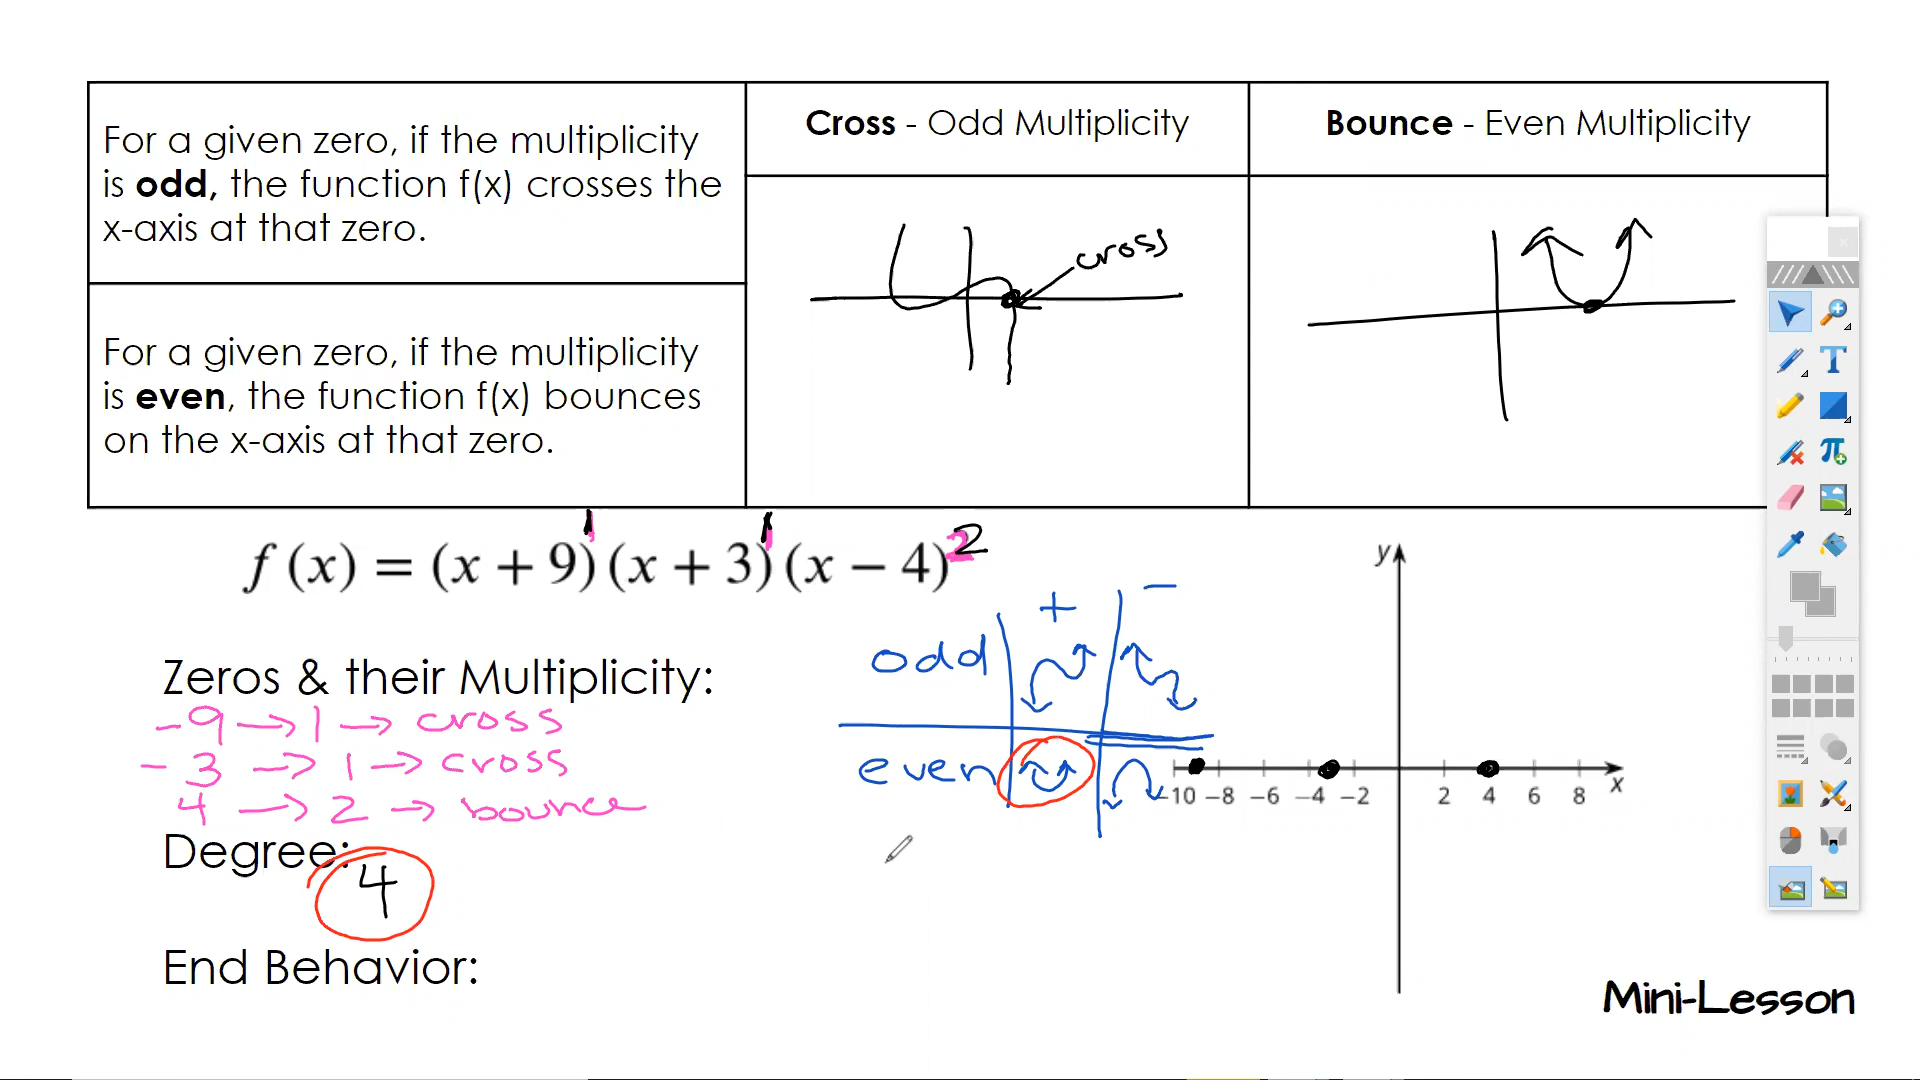 For a given zero, if the multiplicity
is odd, the function f(x) crosses the
x-axis at that zero.
Cross - Odd Multiplicity
Bounce - Even Multiplicity
cross
For a given zero, if the multiplicity
is even, the function f(x) bounces
on the x-axis at that zero.
f(x) = (x + 9)¹(x + 3)¹(x − 4)²
Zeros & their Multiplicity:
-9 → 1 → cross
-3 → 1 → cross
4 → 2 → bounce
Degree: 4
End Behavior:
+ −
odd
even
y
x
-10 -8 -6 -4 -2 2 4 6 8
Mini-Lesson
T
π